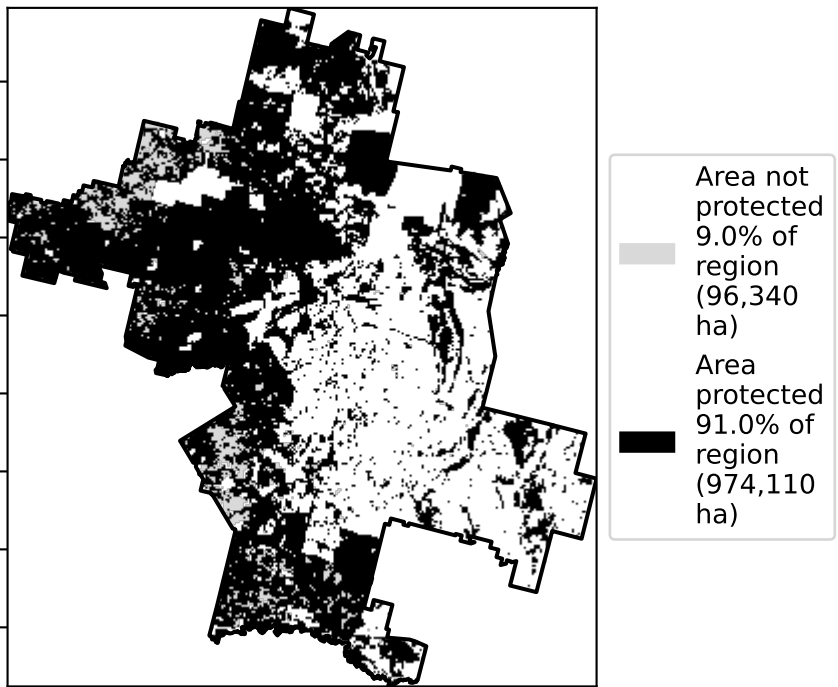 Area not
protected
9.0% of
region
(96,340
ha)
Area
protected
91.0% of
region
(974,110
ha)